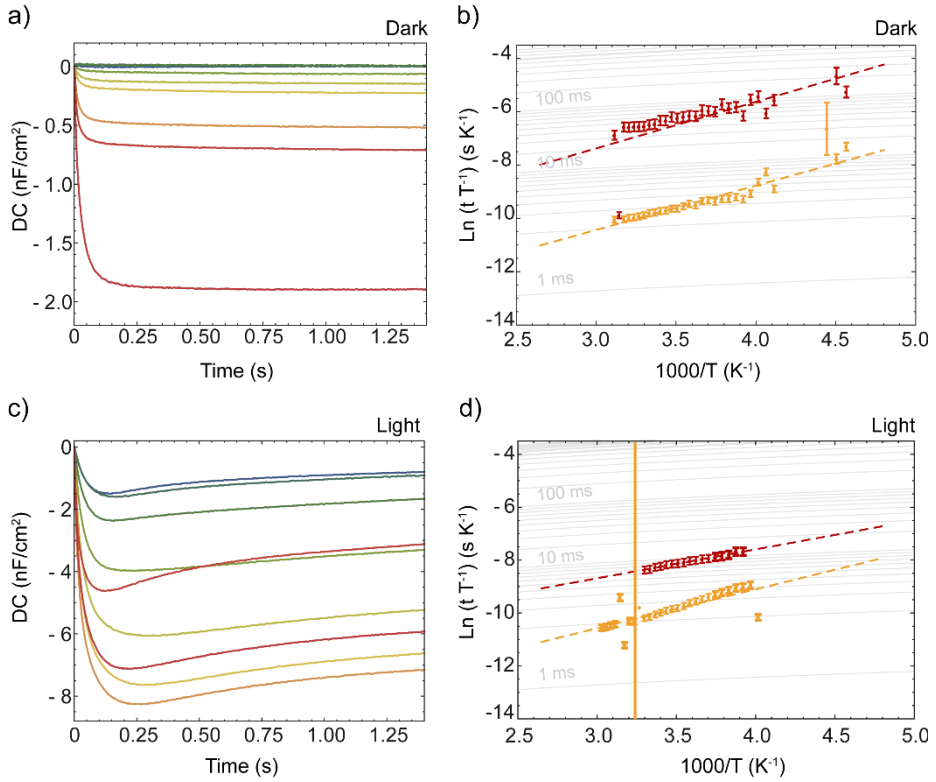 a)
Dark
DC (nF/cm²)
0
- 0.5
- 1.0
- 1.5
- 2.0
0 0.25 0.50 0.75 1.00 1.25
Time (s)
b)
Dark
Ln (t T⁻¹) (s K⁻¹)
- 4
-6
-8
- 10
- 12
-14
100 ms
10 ms
1 ms
2.5 3.0 3.5 4.0 4.5 5.0
1000/T (K⁻¹)
c)
Light
DC (nF/cm²)
0
- 2
- 4
- 6
- 8
0 0.25 0.50 0.75 1.00 1.25
Time (s)
d)
Light
Ln (t T⁻¹) (s K⁻¹)
- 4
-6
-8
- 10
- 12
-14
100 ms
10 ms
1 ms
2.5 3.0 3.5 4.0 4.5 5.0
1000/T (K⁻¹)